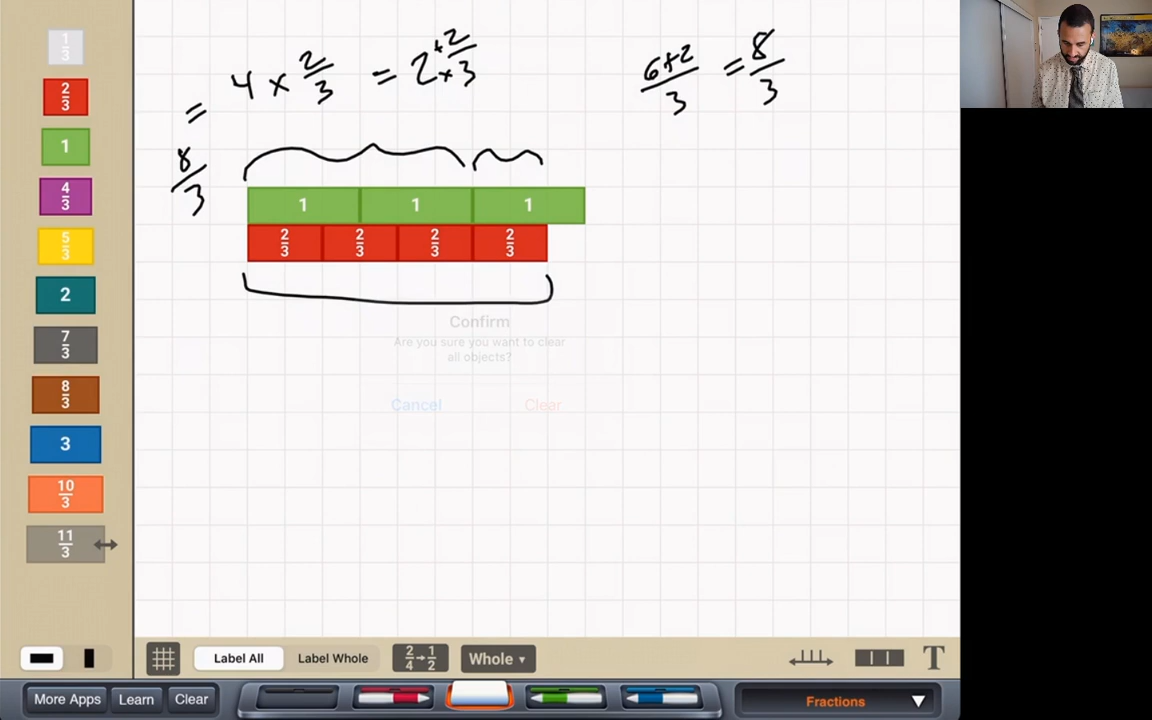 1/3
2/3
1
4/3
5/3
2
7/3
8/3
3
10/3
11/3
4 × 2/3 = 2 + 2/× 3
6+2/3 = 8/3
=
8/3
1 1 1
2/3 2/3 2/3 2/3
Confirm
Are you sure you want to clear
all objects?
Cancel Clear
Label All Label Whole 2/4→1/2 Whole ▾ T
More Apps Learn Clear Fractions ▼